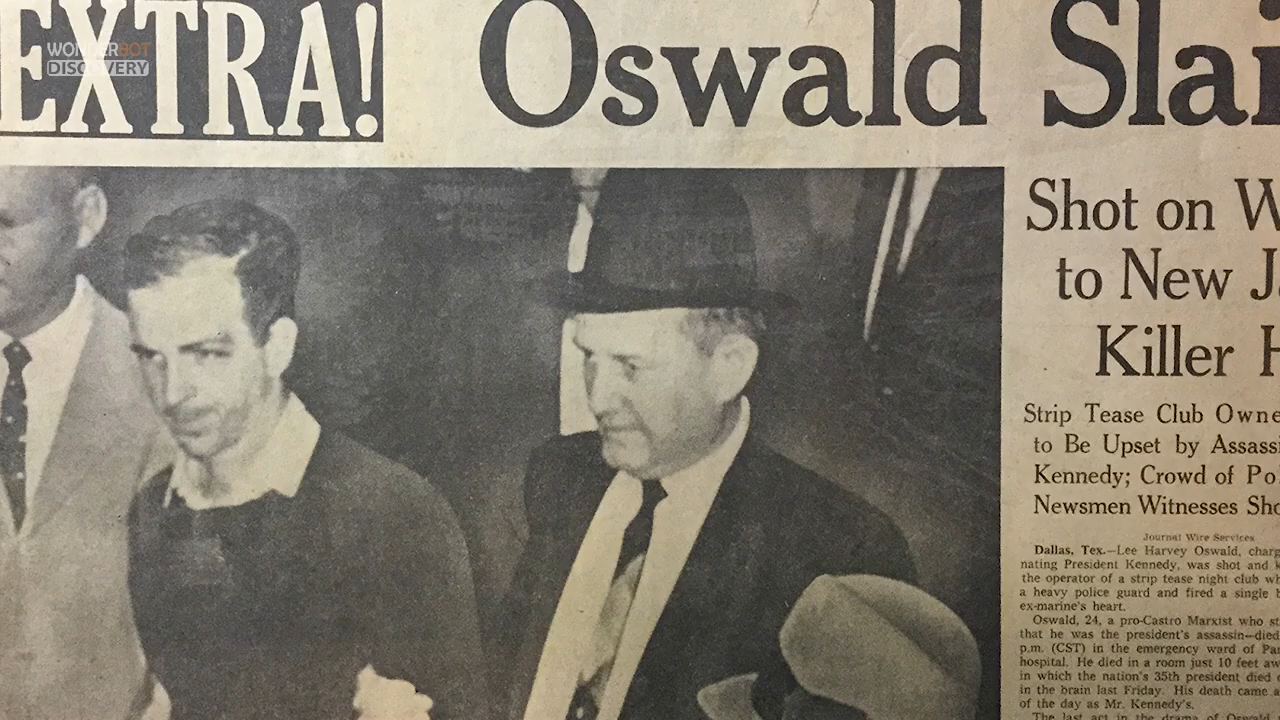 WONDERBOT
DISCOVERY
EXTRA!
Oswald Slai
Shot on W
to New J
Killer H
Strip Tease Club Owne
to Be Upset by Assassi
Kennedy; Crowd of Po
Newsmen Witnesses Sho
Journal Wire Services
Dallas, Tex.—Lee Harvey Oswald, charg
nating President Kennedy, was shot and k
the operator of a strip tease night club wh
a heavy police guard and fired a single b
ex-marine's heart.
Oswald, 24, a pro-Castro Marxist who st
that he was the president's assassin—died
p.m. (CST) in the emergency ward of Par
hospital. He died in a room just 10 feet aw
in which the nation's 35th president died
in the brain last Friday. His death came a
of the day as Mr. Kennedy's.
The last act in the drama of Oswald